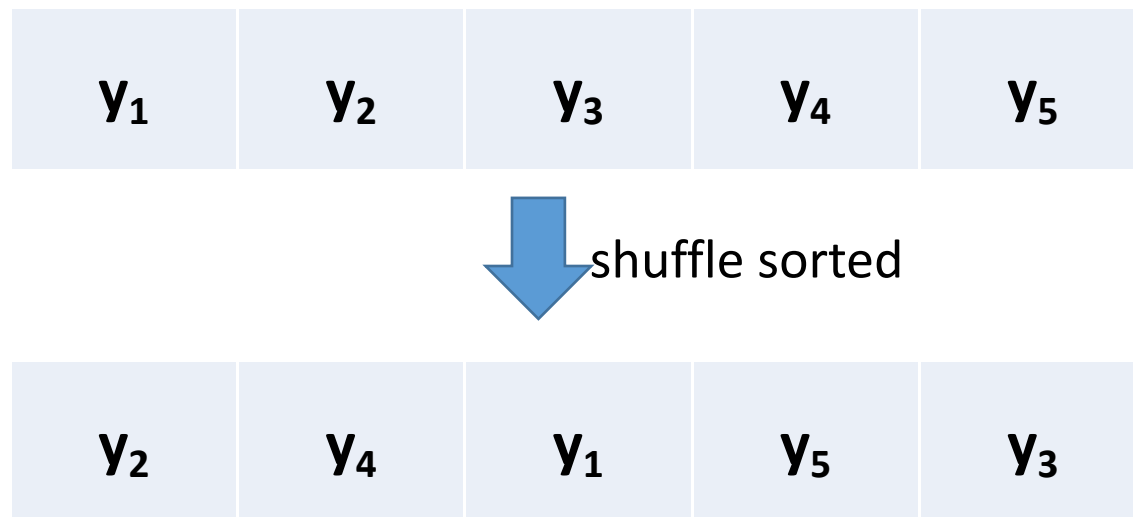 y₁ y₂ y₃ y₄ y₅
shuffle sorted
y₂ y₄ y₁ y₅ y₃